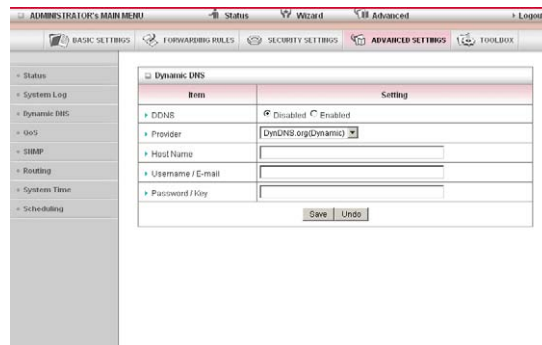 ADMINISTRATOR's MAIN MENU Status Wizard Advanced Logout
BASIC SETTINGS FORWARDING RULES SECURITY SETTINGS ADVANCED SETTINGS TOOLBOX
Status
System Log
Dynamic DNS
QoS
SNMP
Routing
System Time
Scheduling
Dynamic DNS
Item Setting
DDNS Disabled Enabled
Provider DynDNS.org(Dynamic)
Host Name
Username / E-mail
Password / Key
Save Undo